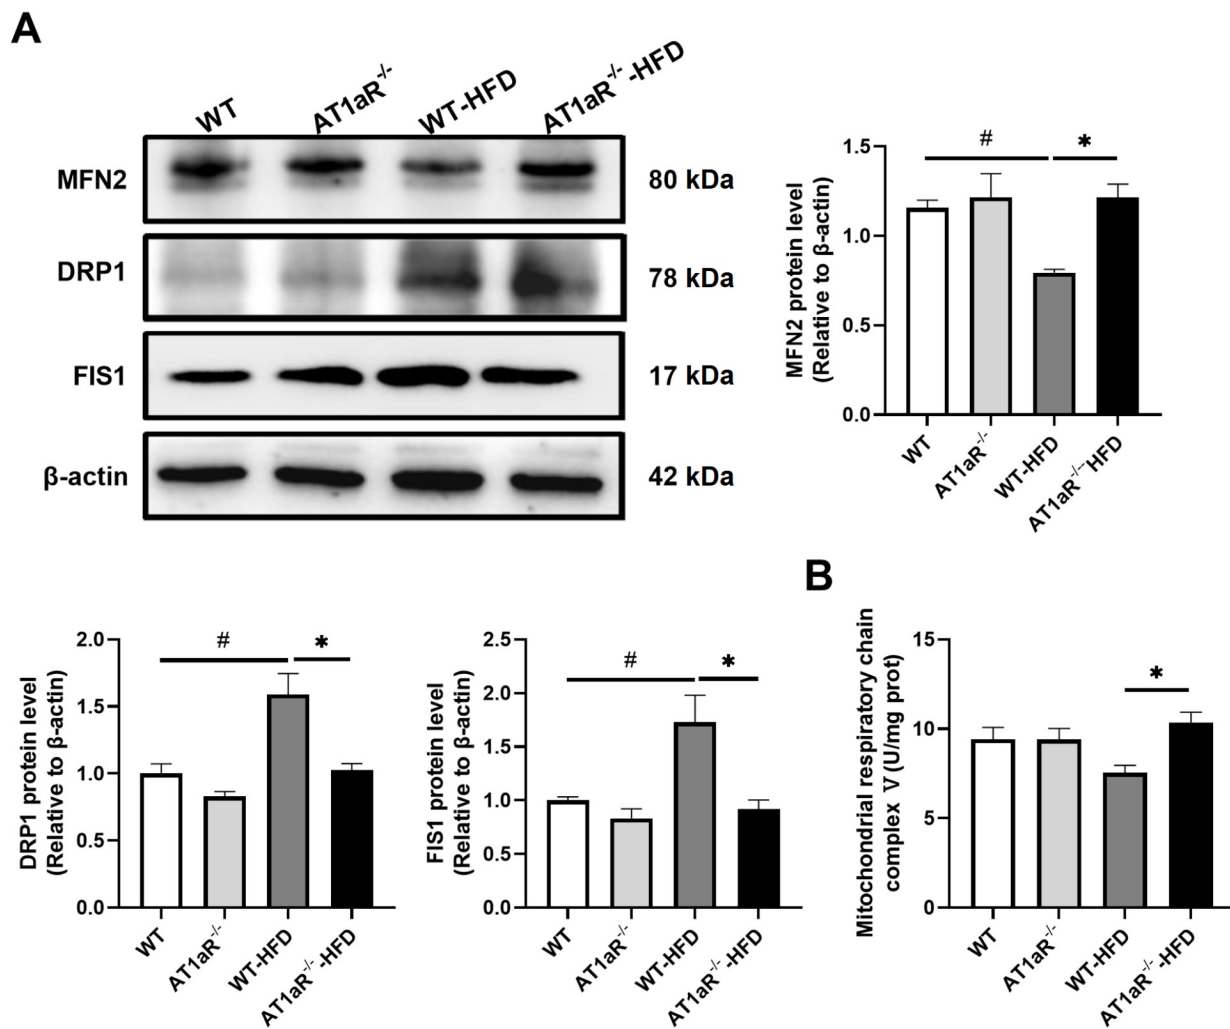 A
WT
AT1aR-/-
WT-HFD
AT1aR-/--HFD
MFN2
80 kDa
DRP1
78 kDa
FIS1
17 kDa
β-actin
42 kDa
MFN2 protein level
(Relative to β-actin)
1.5
1.0
0.5
0.0
#
*
WT
AT1aR-/-
WT-HFD
AT1aR-/-HFD
DRP1 protein level
(Relative to β-actin)
2.0
1.5
1.0
0.5
0.0
#
*
WT
AT1aR-/-
WT-HFD
AT1aR-/--HFD
FIS1 protein level
(Relative to β-actin)
2.5
2.0
1.5
1.0
0.5
0.0
#
*
WT
AT1aR-/-
WT-HFD
AT1aR-/--HFD
B
Mitochondrial respiratory chain
complex V (U/mg prot)
15
10
5
0
*
WT
AT1aR-/-
WT-HFD
AT1aR-/--HFD